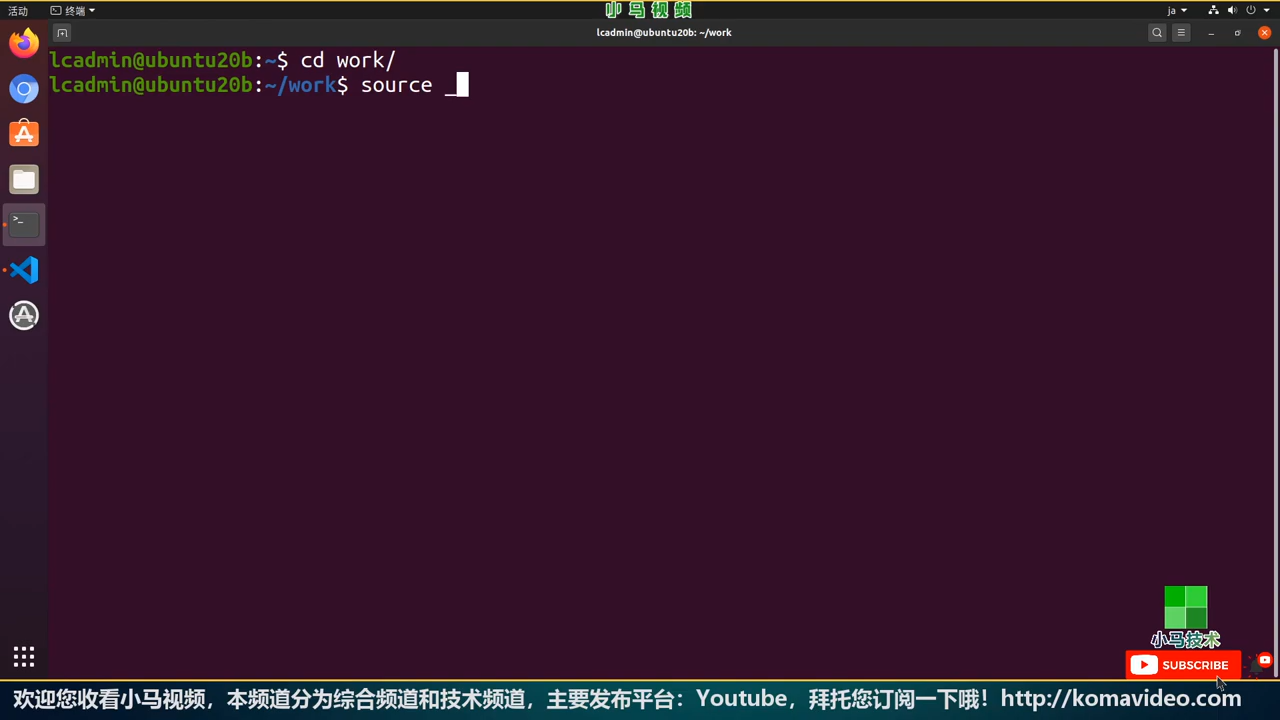 小马视频
活动 终端 ja
lcadmin@ubuntu20b: ~/work
lcadmin@ubuntu20b:~$ cd work/
lcadmin@ubuntu20b:~/work$ source _
小马技术
SUBSCRIBE
欢迎您收看小马视频，本频道分为综合频道和技术频道，主要发布平台：Youtube，拜托您订阅一下哦！http://komavideo.com